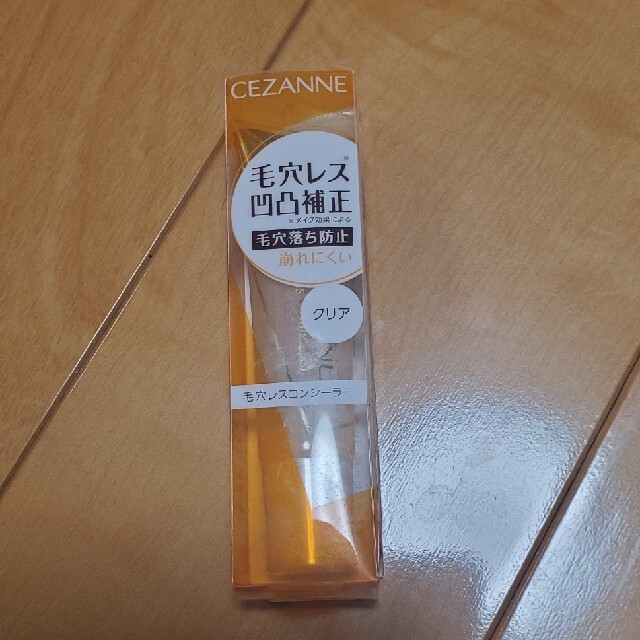 CEZANNE
毛穴レス※
凹凸補正
※メイク効果による
毛穴落ち防止
崩れにくい
クリア
毛穴レスコンシーラー